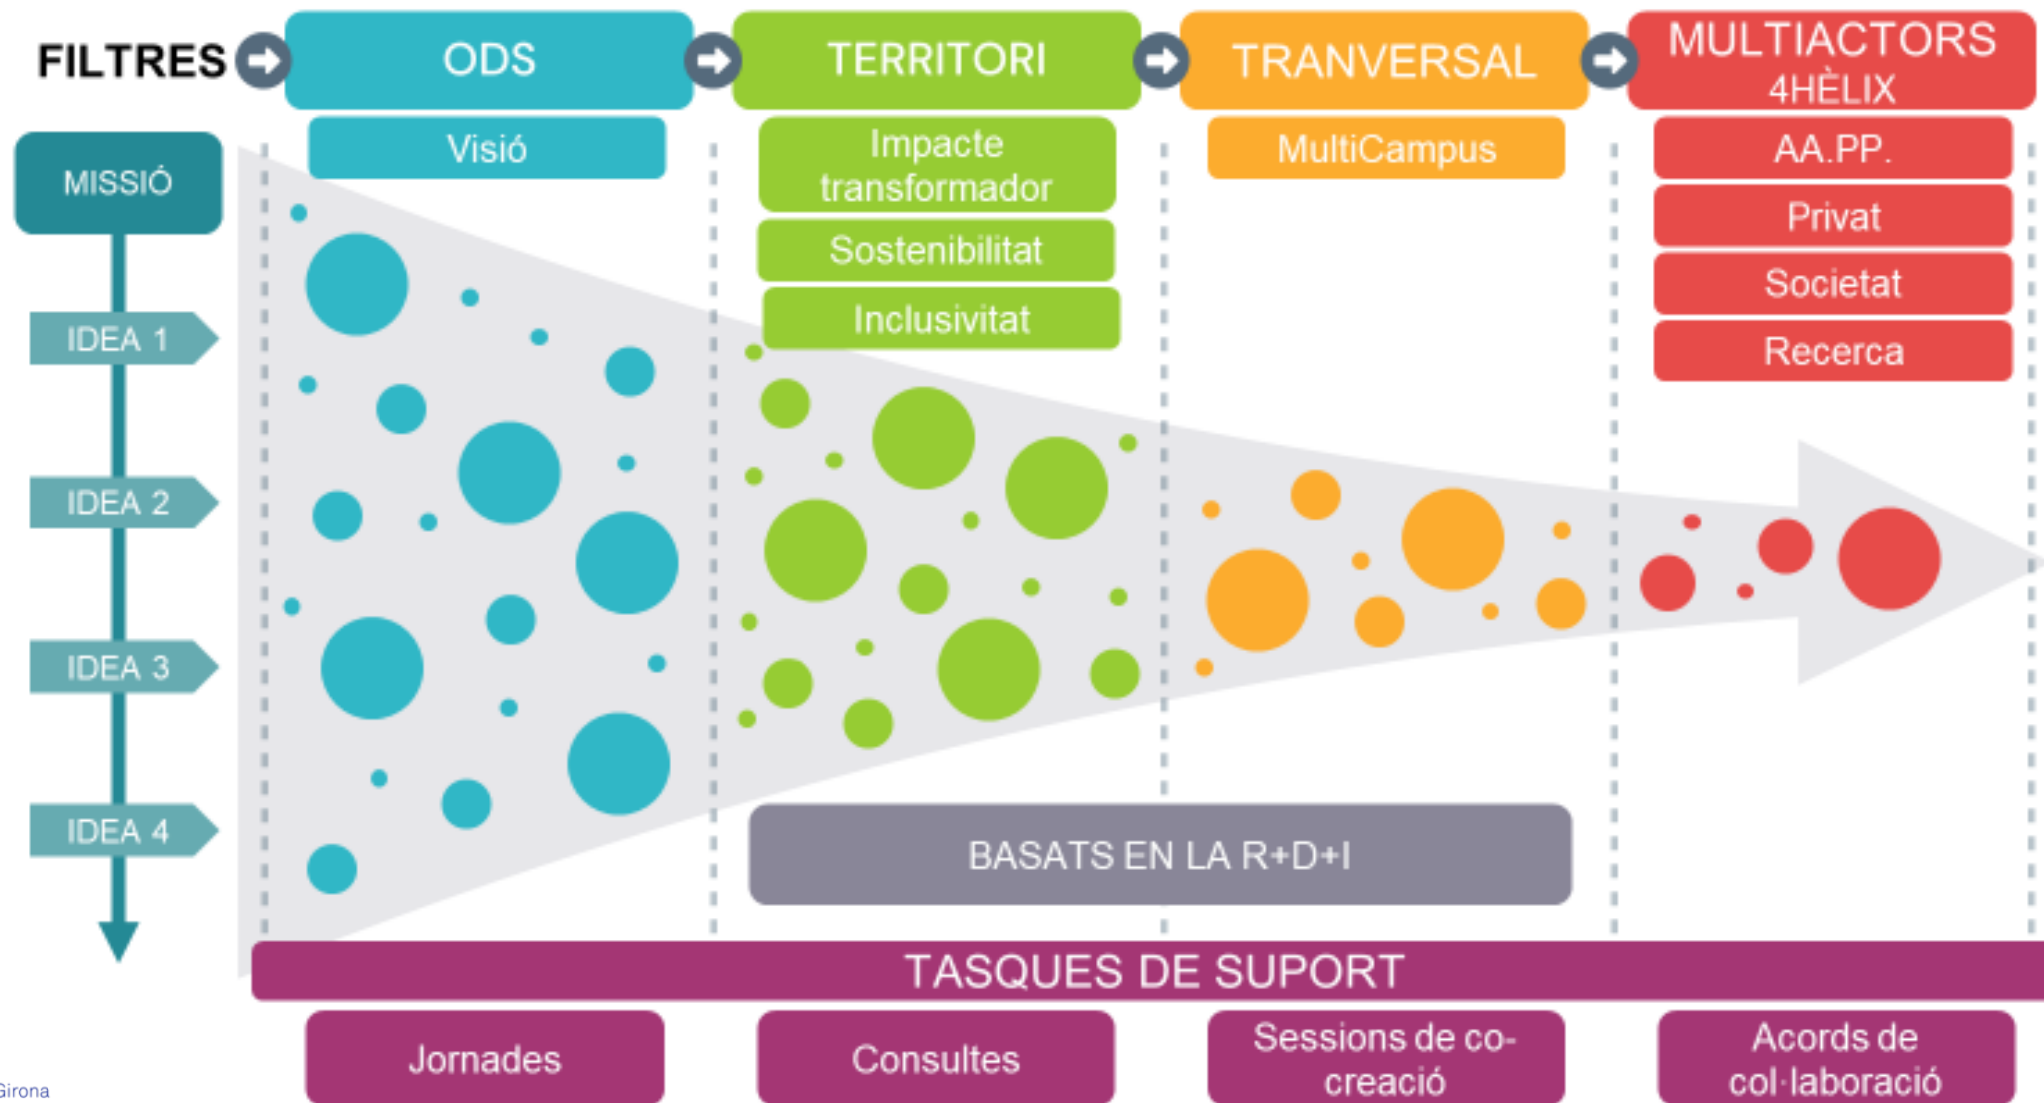 FILTRES
ODS
TERRITORI
TRANVERSAL
MULTIACTORS
4HÈLIX
MISSIÓ
Visió
Impacte
transformador
Sostenibilitat
Inclusivitat
MultiCampus
AA.PP.
Privat
Societat
Recerca
IDEA 1
IDEA 2
IDEA 3
IDEA 4
BASATS EN LA R+D+I
TASQUES DE SUPORT
Jornades
Consultes
Sessions de co-
creació
Acords de
col·laboració
Girona